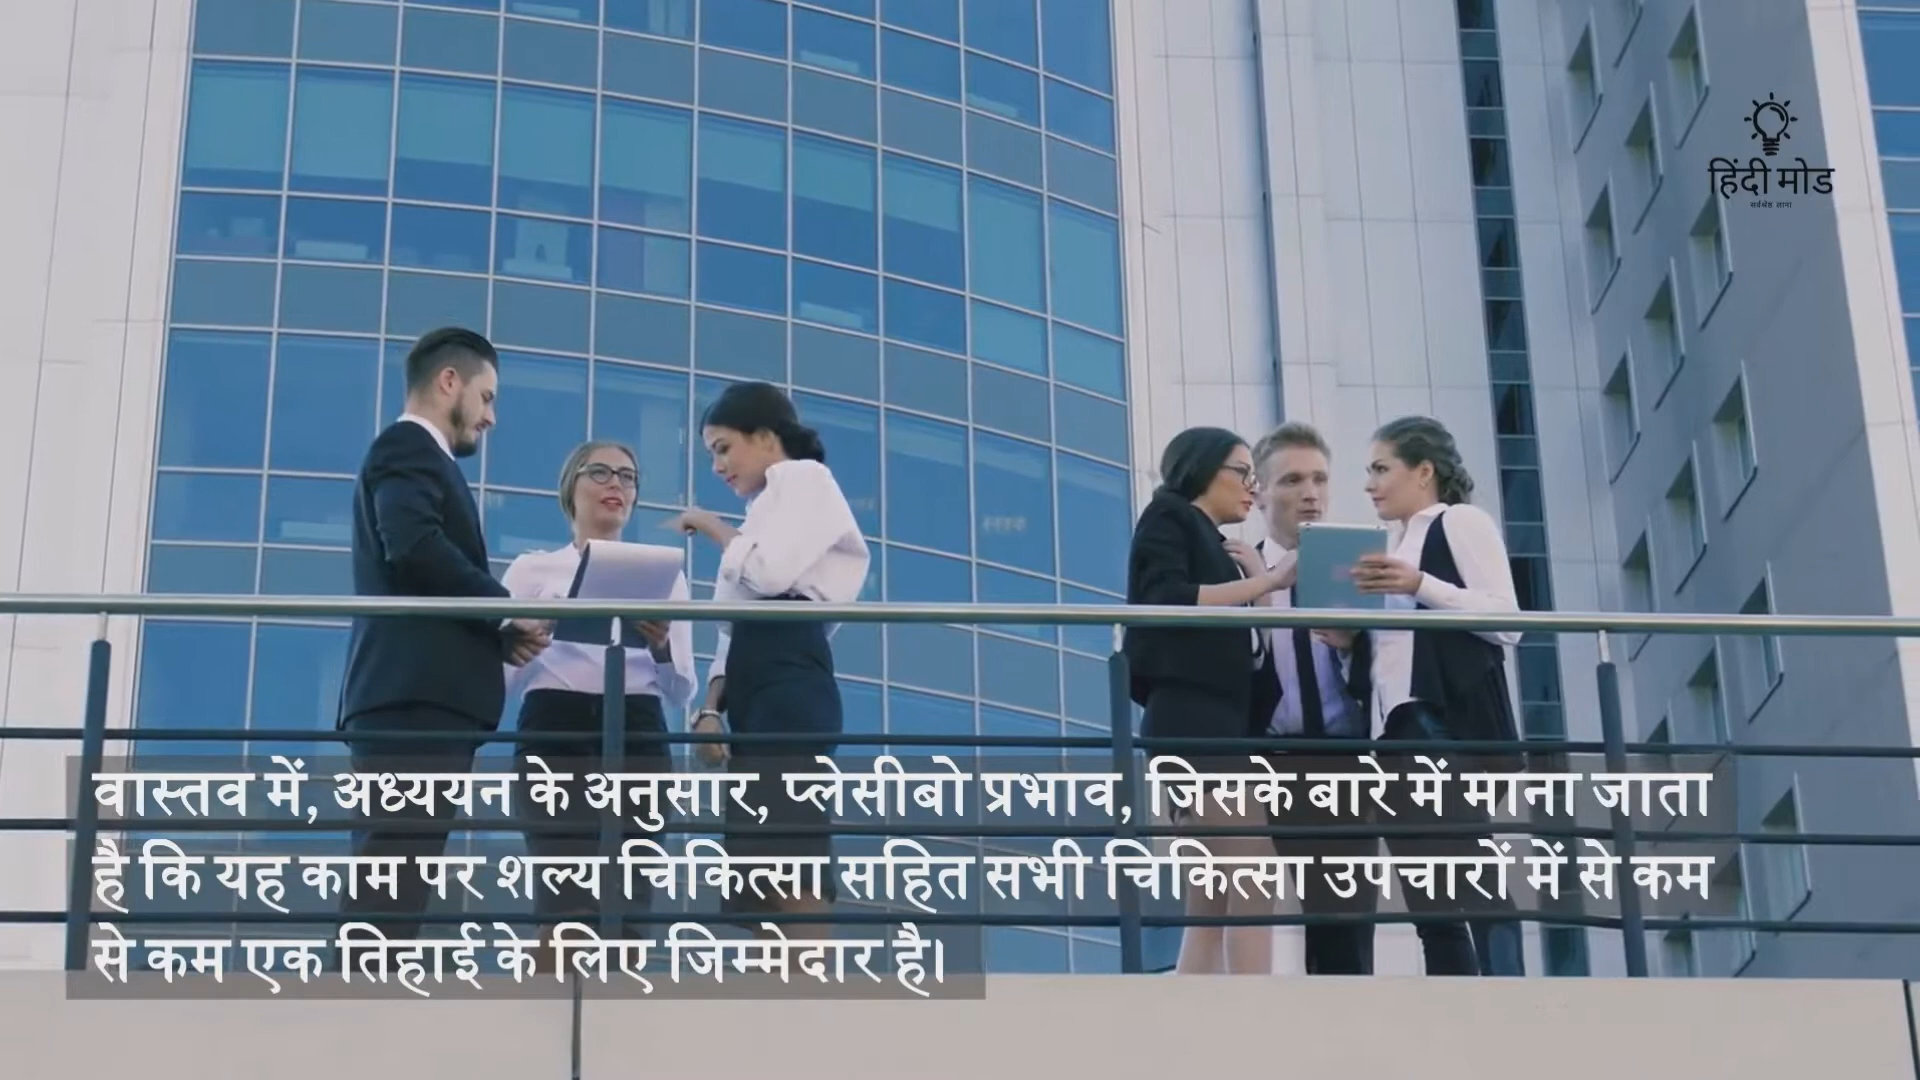 हिंदी मोड
वास्तव में, अध्ययन के अनुसार, प्लेसीबो प्रभाव, जिसके बारे में माना जाता
है कि यह काम पर शल्य चिकित्सा सहित सभी चिकित्सा उपचारों में से कम
से कम एक तिहाई के लिए जिम्मेदार है।